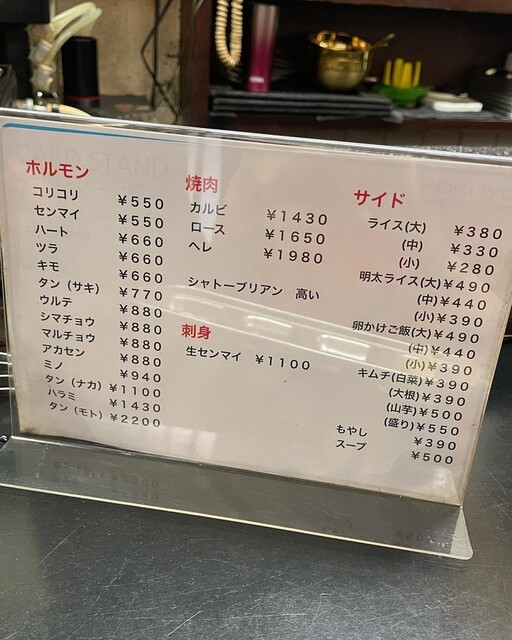 ホルモン
コリコリ ￥550
センマイ ￥550
ハート ￥660
ツラ ￥660
キモ ￥660
タン（サキ） ￥770
ウルテ ￥880
シマチョウ ￥880
マルチョウ ￥880
アカセン ￥880
ミノ ￥940
タン（ナカ） ￥1100
ハラミ ￥1430
タン（モト） ￥2200
焼肉
カルビ ￥1430
ロース ￥1650
ヘレ ￥1980
シャトーブリアン 高い
刺身
生センマイ ￥1100
サイド
ライス(大) ￥380
(中) ￥330
(小) ￥280
明太ライス(大)￥490
(中)￥440
(小)￥390
卵かけご飯(大)￥490
(中)￥440
(小)￥390
キムチ(白菜)￥390
(大根)￥390
(山芋)￥500
(盛り)￥550
もやし ￥390
スープ ￥500